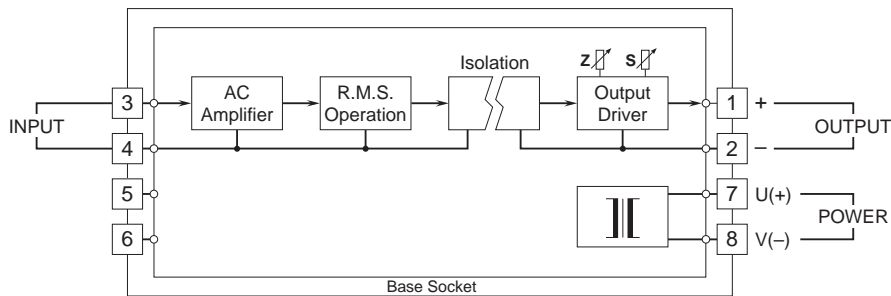 Isolation
Z S
3 AC R.M.S. Output 1 +
Amplifier Operation Driver
INPUT OUTPUT
4 2 –
5 7 U(+)
POWER
6 8 V(–)
Base Socket